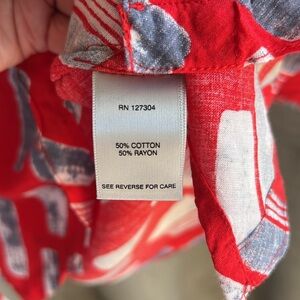 RN 127304
50% COTTON
50% RAYON
SEE REVERSE FOR CARE